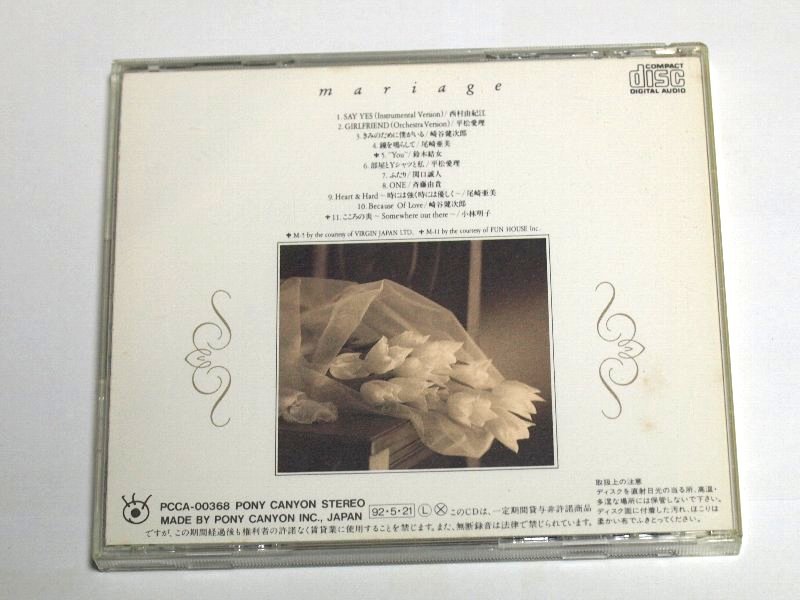 COMPACT
disc
DIGITAL AUDIO
mariage
1. SAY YES (Instrumental Version) / 西村由紀江
2. GIRLFRIEND (Orchestra Version) / 平松愛理
3. きみのために僕がいる / 崎谷健次郎
4. 鐘を鳴らして / 尾崎亜美
✤ 5. "You" / 鈴木結女
6. 部屋とYシャツと私 / 平松愛理
7. ふたり / 関口誠人
8. ONE / 斉藤由貴
9. Heart & Hard 〜時には強く時には優しく〜 / 尾崎亜美
10. Because Of Love / 崎谷健次郎
✤ 11. こころの炎 〜 Somewhere out there 〜 / 小林明子
✤ M-5 by the courtesy of VIRGIN JAPAN LTD. ✤ M-11 by the courtesy of FUN HOUSE Inc.
PCCA-00368 PONY CANYON STEREO
MADE BY PONY CANYON INC., JAPAN
92・5・21 Ⓛ Ⓧ このCDは、一定期間貸与非許諾商品
ですが、この期間経過後も権利者の許諾なく賃貸業に使用することを禁じます。また、無断録音は法律で禁じられています。
取扱上の注意
ディスクを直射日光の当る所、高温・
多湿な場所には保管しないで下さい。
ディスク面に付着した汚れ、ほこりは
柔かい布でふきとってください。